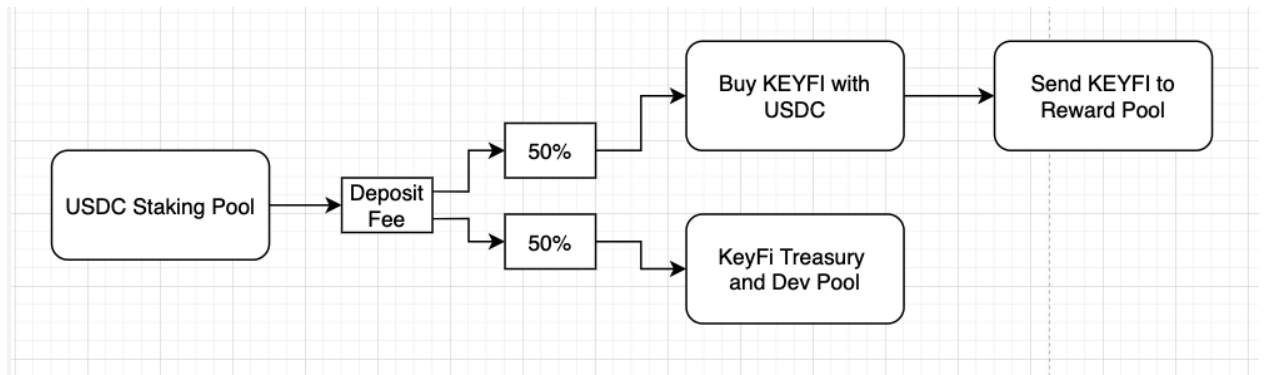 USDC Staking Pool
Deposit
Fee
50%
Buy KEYFI with
USDC
Send KEYFI to
Reward Pool
50%
KeyFi Treasury
and Dev Pool